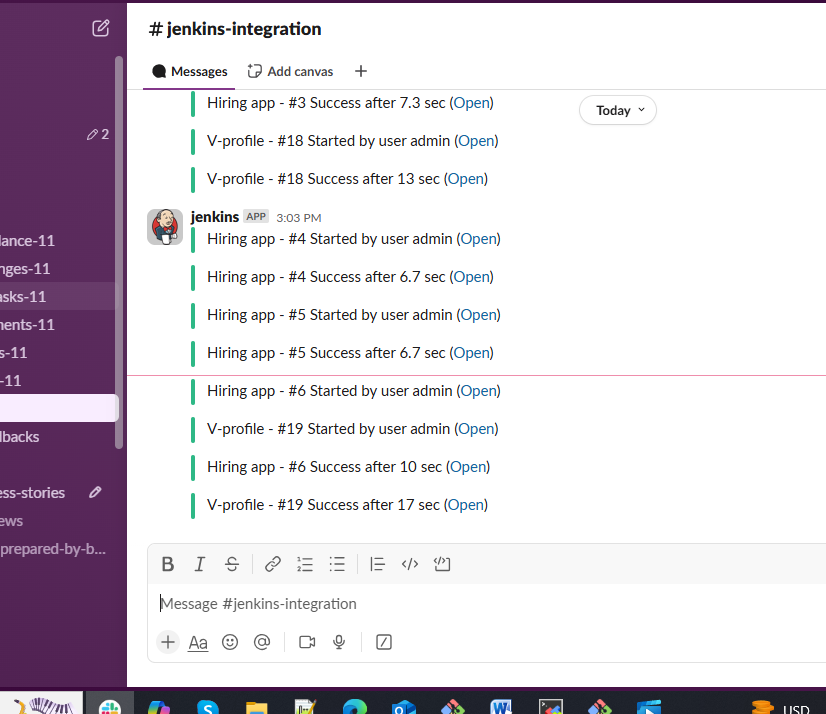 # jenkins-integration
Messages
Add canvas
Hiring app - #3 Success after 7.3 sec (Open)
Today
V-profile - #18 Started by user admin (Open)
V-profile - #18 Success after 13 sec (Open)
jenkins APP 3:03 PM
Hiring app - #4 Started by user admin (Open)
Hiring app - #4 Success after 6.7 sec (Open)
Hiring app - #5 Started by user admin (Open)
Hiring app - #5 Success after 6.7 sec (Open)
Hiring app - #6 Started by user admin (Open)
V-profile - #19 Started by user admin (Open)
Hiring app - #6 Success after 10 sec (Open)
V-profile - #19 Success after 17 sec (Open)
B I S
Message #jenkins-integration
+ Aa @
2
lance-11
nges-11
asks-11
nents-11
s-11
-11
lbacks
ess-stories
ews
prepared-by-b...
USD